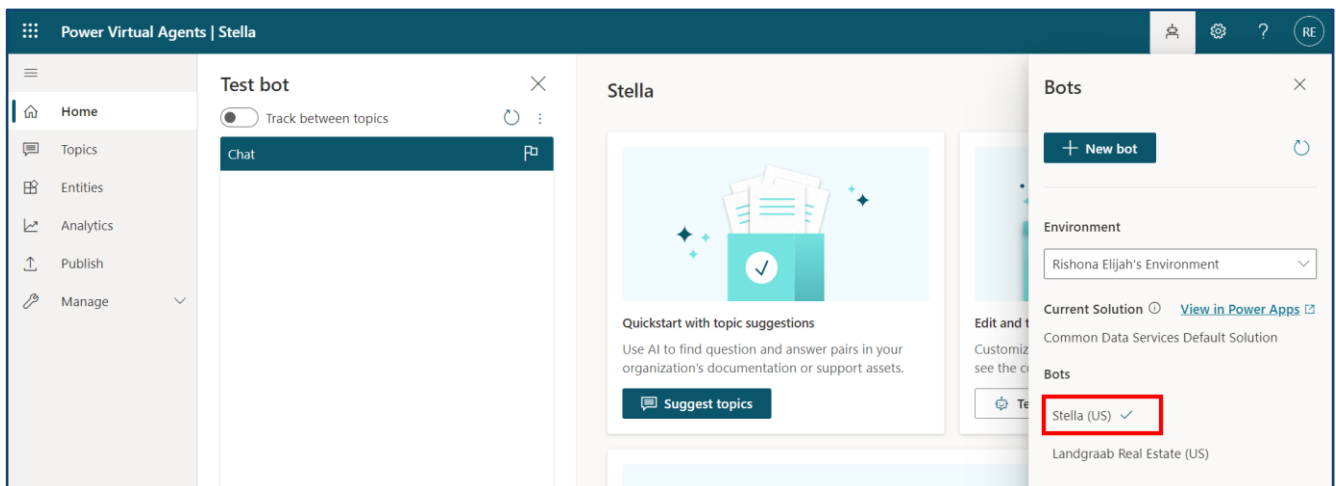 Power Virtual Agents | Stella
?
RE
Home
Topics
Entities
Analytics
Publish
Manage
Test bot
Track between topics
Chat
Stella
Quickstart with topic suggestions
Use AI to find question and answer pairs in your
organization's documentation or support assets.
Suggest topics
Edit and
Customiz
see the c
Te
Bots
+ New bot
Environment
Rishona Elijah's Environment
Current Solution View in Power Apps
Common Data Services Default Solution
Bots
Stella (US)
Landgraab Real Estate (US)